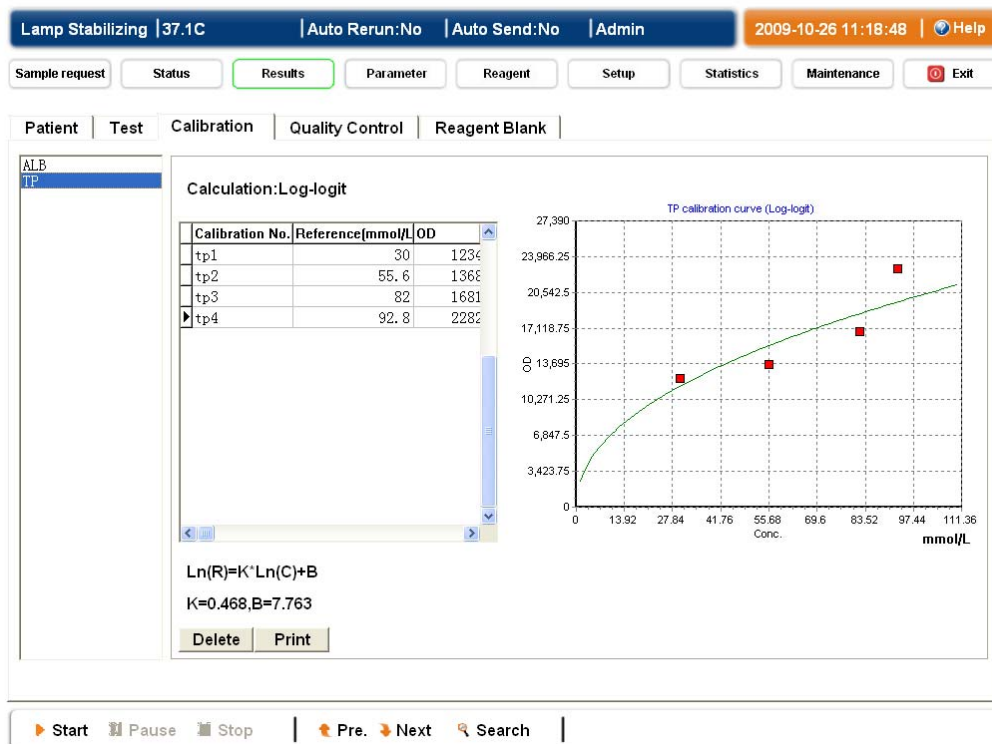 Lamp Stabilizing |37.1C |Auto Rerun:No |Auto Send:No |Admin 2009-10-26 11:18:48 | Help
Sample request Status Results Parameter Reagent Setup Statistics Maintenance Exit
Patient Test Calibration Quality Control Reagent Blank
ALB
TP
Calculation:Log-logit
Calibration No. Reference(mmol/L OD
tp1 30 1234
tp2 55.6 1368
tp3 82 1681
tp4 92.8 2282
Ln(R)=K*Ln(C)+B
K=0.468,B=7.763
Delete Print
TP calibration curve (Log-logit)
27,390
23,966.25
20,542.5
17,118.75
13,695
10,271.25
6,847.5
3,423.75
0
OD
0 13.92 27.84 41.76 55.68 69.6 83.52 97.44 111.36
Conc.
mmol/L
Start Pause Stop | Pre. Next Search |